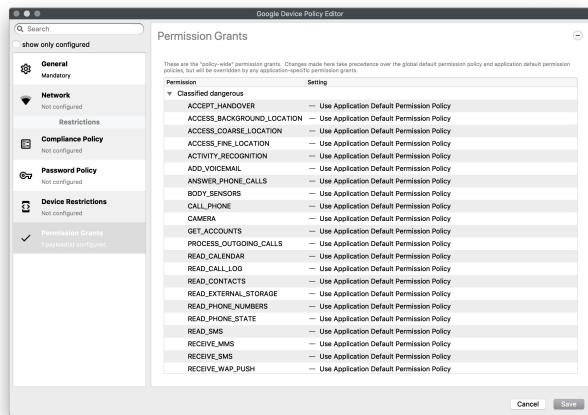 Google Device Policy Editor
Search
show only configured
General
Mandatory
Network
Not configured
Restrictions
Compliance Policy
Not configured
Password Policy
Not configured
Device Restrictions
Not configured
Permission Grants
1 payload(s) configured
Permission Grants
These are the "policy-wide" permission grants. Changes made here take precedence over the global default permission policy and application default permission
policies, but will be overridden by any application-specific permission grants.
Permission Setting
Classified dangerous
ACCEPT_HANDOVER — Use Application Default Permission Policy
ACCESS_BACKGROUND_LOCATION — Use Application Default Permission Policy
ACCESS_COARSE_LOCATION — Use Application Default Permission Policy
ACCESS_FINE_LOCATION — Use Application Default Permission Policy
ACTIVITY_RECOGNITION — Use Application Default Permission Policy
ADD_VOICEMAIL — Use Application Default Permission Policy
ANSWER_PHONE_CALLS — Use Application Default Permission Policy
BODY_SENSORS — Use Application Default Permission Policy
CALL_PHONE — Use Application Default Permission Policy
CAMERA — Use Application Default Permission Policy
GET_ACCOUNTS — Use Application Default Permission Policy
PROCESS_OUTGOING_CALLS — Use Application Default Permission Policy
READ_CALENDAR — Use Application Default Permission Policy
READ_CALL_LOG — Use Application Default Permission Policy
READ_CONTACTS — Use Application Default Permission Policy
READ_EXTERNAL_STORAGE — Use Application Default Permission Policy
READ_PHONE_NUMBERS — Use Application Default Permission Policy
READ_PHONE_STATE — Use Application Default Permission Policy
READ_SMS — Use Application Default Permission Policy
RECEIVE_MMS — Use Application Default Permission Policy
RECEIVE_SMS — Use Application Default Permission Policy
RECEIVE_WAP_PUSH — Use Application Default Permission Policy
Cancel Save